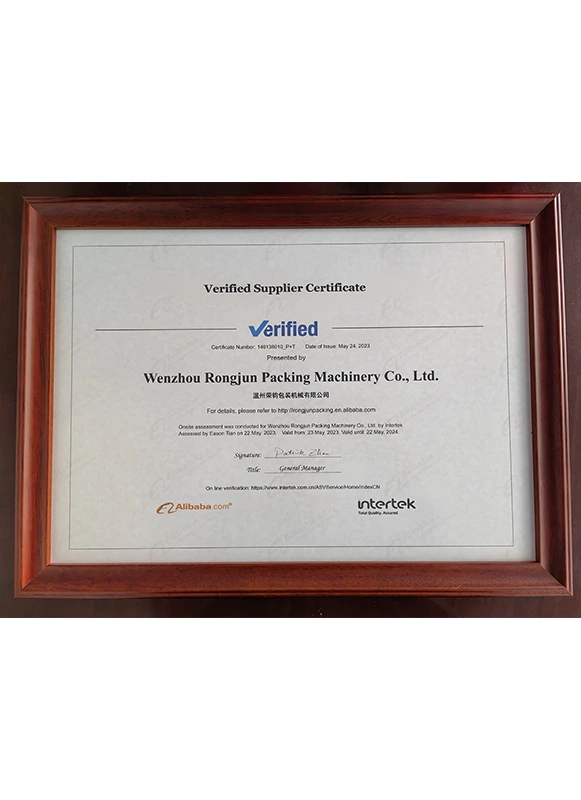 Verified Supplier Certificate
Verified
Certificate Number: 146138010_P+T Date of Issue: May 24. 2023
Presented by
Wenzhou Rongjun Packing Machinery Co., Ltd.
温州荣钧包装机械有限公司
For details, please refer to http://rongjunpacking.en.alibaba.com
Onsite assessment was conducted for Wenzhou Rongjun Packing Machinery Co., Ltd. by Intertek
Assessed by Eason Tian on 22 May. 2023. Valid from: 23 May. 2023, Valid until: 22 May. 2024.
Signature: Patrick
Title: General Manager
On line verification: https://www.intertek.com.cn/ASVService/Home/IndexCN
Alibaba.com®
intertek
Total Quality. Assured.